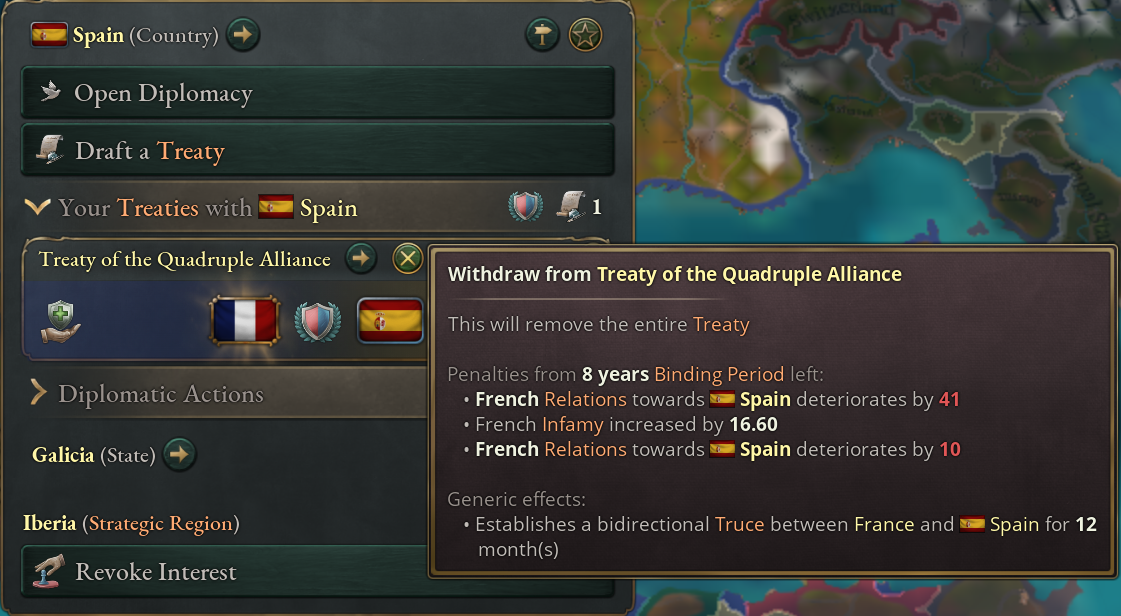 Spain (Country)
Open Diplomacy
Draft a Treaty
Your Treaties with Spain
1
Treaty of the Quadruple Alliance
Withdraw from Treaty of the Quadruple Alliance
This will remove the entire Treaty
Penalties from 8 years Binding Period left:
• French Relations towards Spain deteriorates by 41
• French Infamy increased by 16.60
• French Relations towards Spain deteriorates by 10
Generic effects:
• Establishes a bidirectional Truce between France and Spain for 12
month(s)
Diplomatic Actions
Galicia (State)
Iberia (Strategic Region)
Revoke Interest
Switzerland